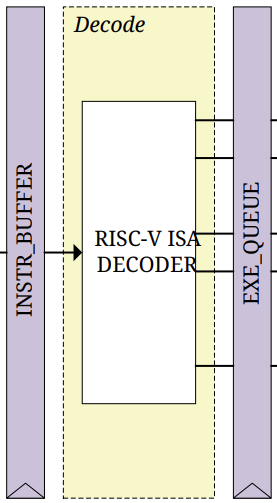 Decode
INSTR_BUFFER
RISC-V ISA
DECODER
EXE_QUEUE